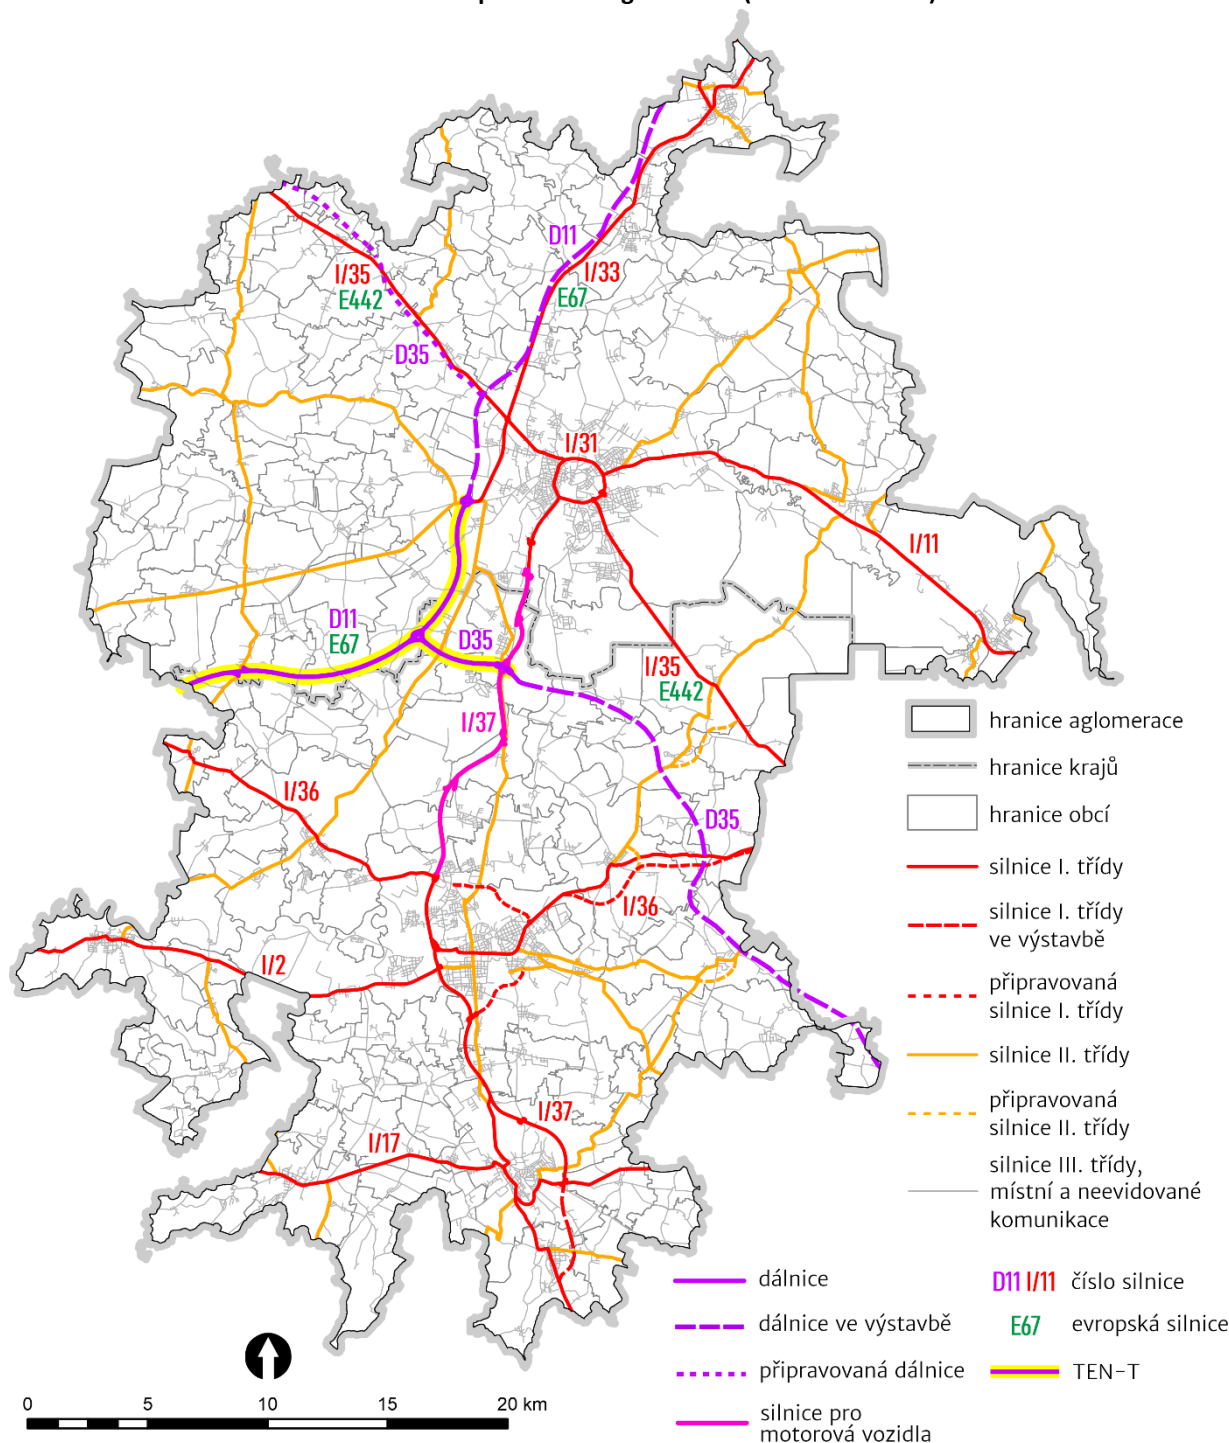 D11
I/33
E67
I/35
E442
D35
I/31
I/11
D11
E67
D35
I/35
E442
I/37
I/36
D35
I/36
I/2
I/37
I/17
hranice aglomerace
hranice krajů
hranice obcí
silnice I. třídy
silnice I. třídy
ve výstavbě
připravovaná
silnice I. třídy
silnice II. třídy
připravovaná
silnice II. třídy
silnice III. třídy,
místní a neevidované
komunikace
dálnice
dálnice ve výstavbě
připravovaná dálnice
silnice pro
motorová vozidla
D11 I/11 číslo silnice
E67 evropská silnice
TEN-T
0 5 10 15 20 km